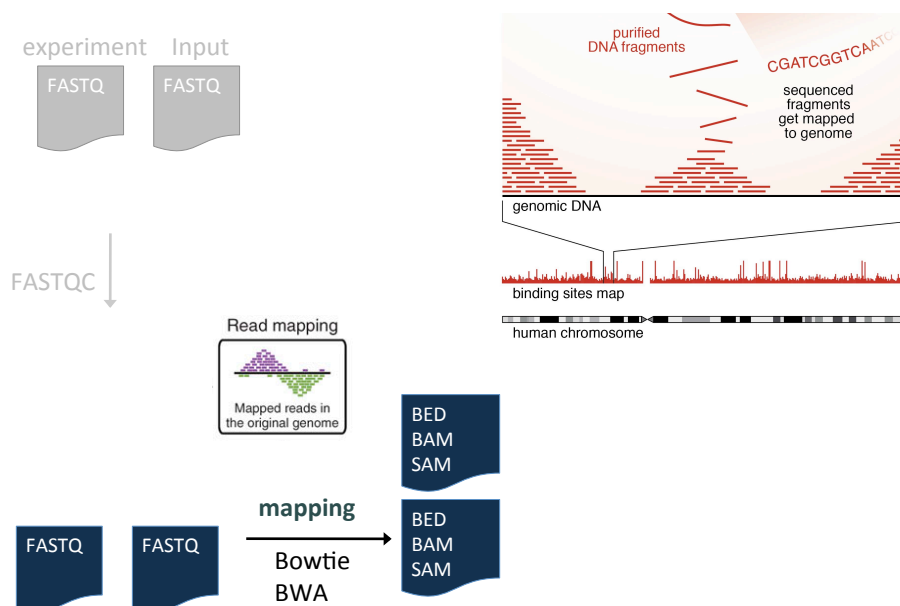 experiment Input
FASTQ FASTQ
FASTQC
purified
DNA fragments
CGATCGGTCAATC
sequenced
fragments
get mapped
to genome
genomic DNA
binding sites map
human chromosome
Read mapping
Mapped reads in
the original genome
BED
BAM
SAM
BED
BAM
SAM
mapping
Bowtie
BWA
FASTQ FASTQ